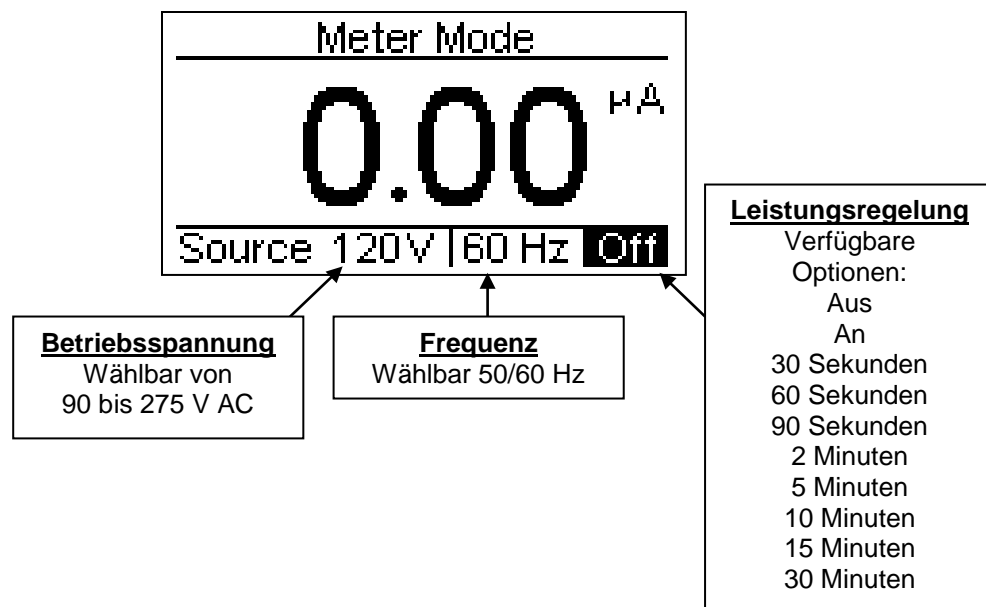 Meter Mode
0.00 µA
Source 120V 60 Hz Off
Betriebsspannung
Wählbar von
90 bis 275 V AC
Frequenz
Wählbar 50/60 Hz
Leistungsregelung
Verfügbare
Optionen:
Aus
An
30 Sekunden
60 Sekunden
90 Sekunden
2 Minuten
5 Minuten
10 Minuten
15 Minuten
30 Minuten